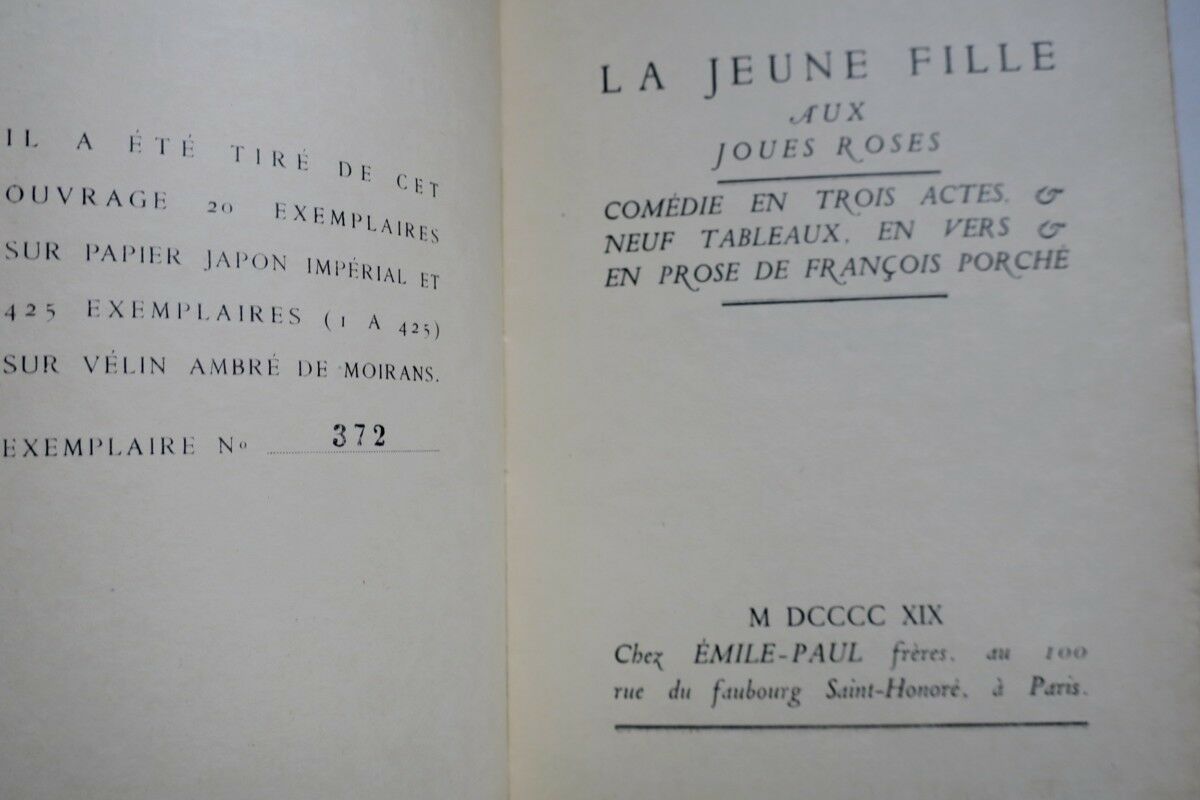 IL A ÉTÉ TIRÉ DE CET
OUVRAGE 20 EXEMPLAIRES
SUR PAPIER JAPON IMPÉRIAL ET
425 EXEMPLAIRES (1 A 425)
SUR VÉLIN AMBRÉ DE MOIRANS.
EXEMPLAIRE No 372
LA JEUNE FILLE
AUX
JOUES ROSES
COMÉDIE EN TROIS ACTES, &
NEUF TABLEAUX, EN VERS &
EN PROSE DE FRANÇOIS PORCHÉ
M DCCCC XIX
Chez ÉMILE-PAUL frères, au 100
rue du faubourg Saint-Honoré, à Paris.